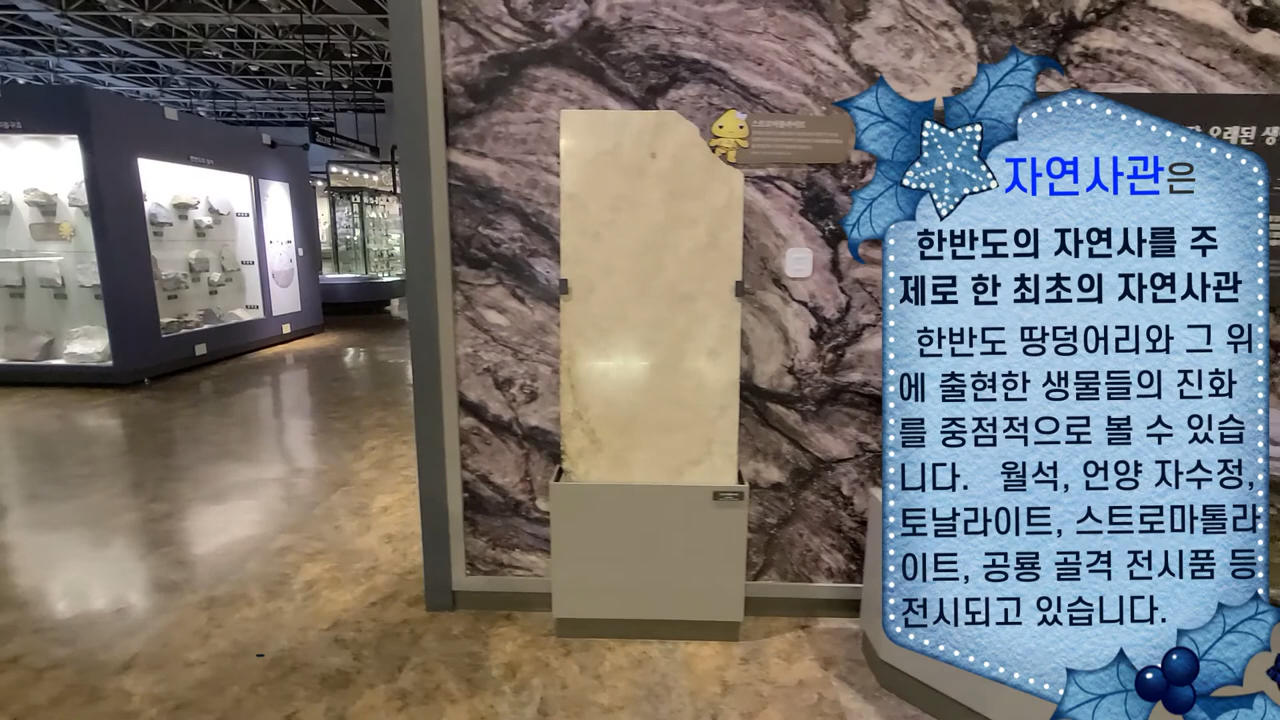 자연사관은
한반도의 자연사를 주
제로 한 최초의 자연사관
한반도 땅덩어리와 그 위
에 출현한 생물들의 진화
를 중점적으로 볼 수 있습
니다. 월석, 언양 자수정,
토날라이트, 스트로마톨라
이트, 공룡 골격 전시품 등
전시되고 있습니다.
오래된 생